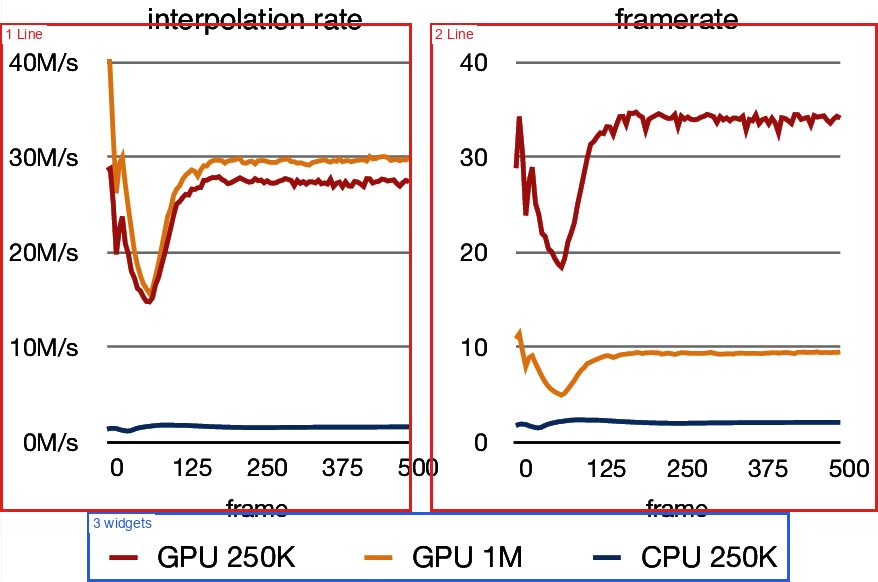 interpolation rate
framerate
1 Line
2 Line
40M/s
30M/s
20M/s
10M/s
0M/s
0 125 250 375 500
frame
40
30
20
10
0
0 125 250 375 500
frame
3 widgets
GPU 250K GPU 1M CPU 250K